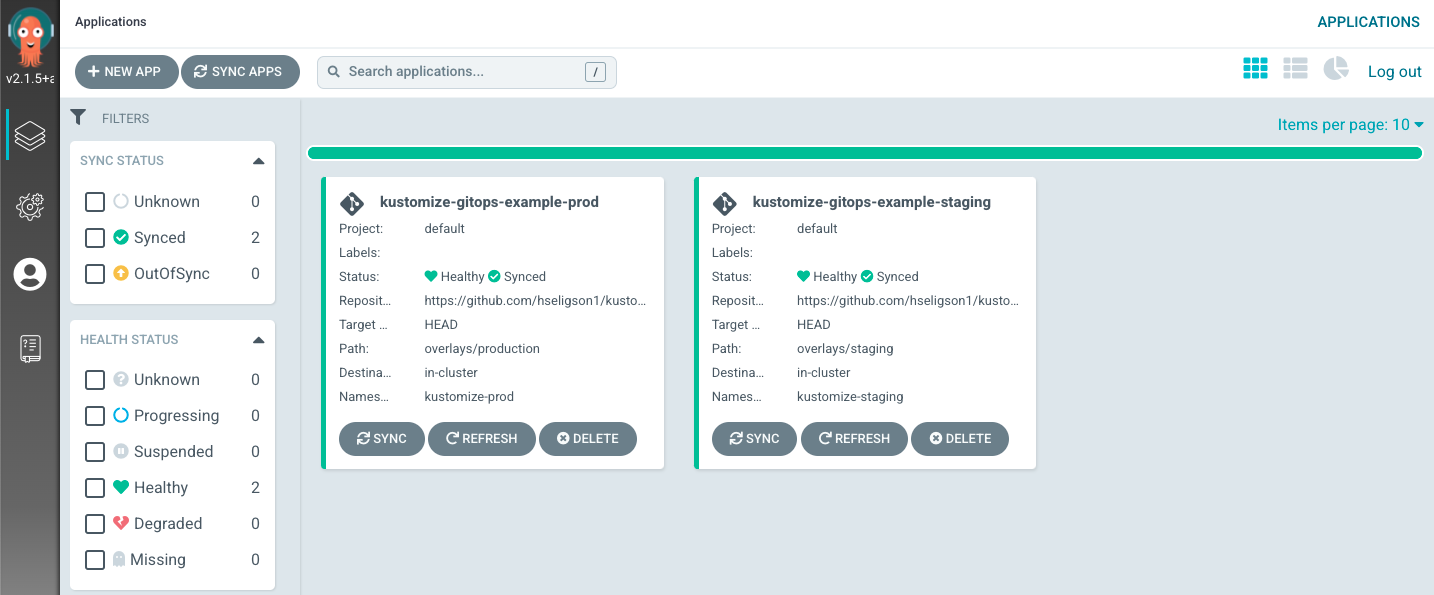 Applications
APPLICATIONS
v2.1.5+a
NEW APP
SYNC APPS
Search applications...
/
Log out
FILTERS
Items per page: 10
SYNC STATUS
Unknown 0
Synced 2
OutOfSync 0
HEALTH STATUS
Unknown 0
Progressing 0
Suspended 0
Healthy 2
Degraded 0
Missing 0
kustomize-gitops-example-prod
Project: default
Labels:
Status: Healthy Synced
Reposit... https://github.com/hseligson1/kusto...
Target ... HEAD
Path: overlays/production
Destina... in-cluster
Names... kustomize-prod
SYNC REFRESH DELETE
kustomize-gitops-example-staging
Project: default
Labels:
Status: Healthy Synced
Reposit... https://github.com/hseligson1/kusto...
Target ... HEAD
Path: overlays/staging
Destina... in-cluster
Names... kustomize-staging
SYNC REFRESH DELETE